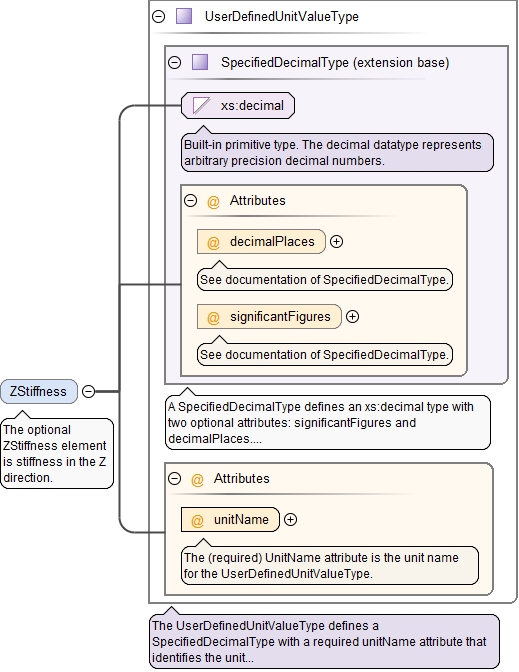 UserDefinedUnitValueType
SpecifiedDecimalType (extension base)
xs:decimal
Built-in primitive type. The decimal datatype represents
arbitrary precision decimal numbers.
@ Attributes
@ decimalPlaces
See documentation of SpecifiedDecimalType.
@ significantFigures
See documentation of SpecifiedDecimalType.
ZStiffness
The optional
ZStiffness element
is stiffness in the Z
direction.
A SpecifiedDecimalType defines an xs:decimal type with
two optional attributes: significantFigures and
decimalPlaces....
@ Attributes
@ unitName
The (required) UnitName attribute is the unit name
for the UserDefinedUnitValueType.
The UserDefinedUnitValueType defines a
SpecifiedDecimalType with a required unitName attribute that
identifies the unit...